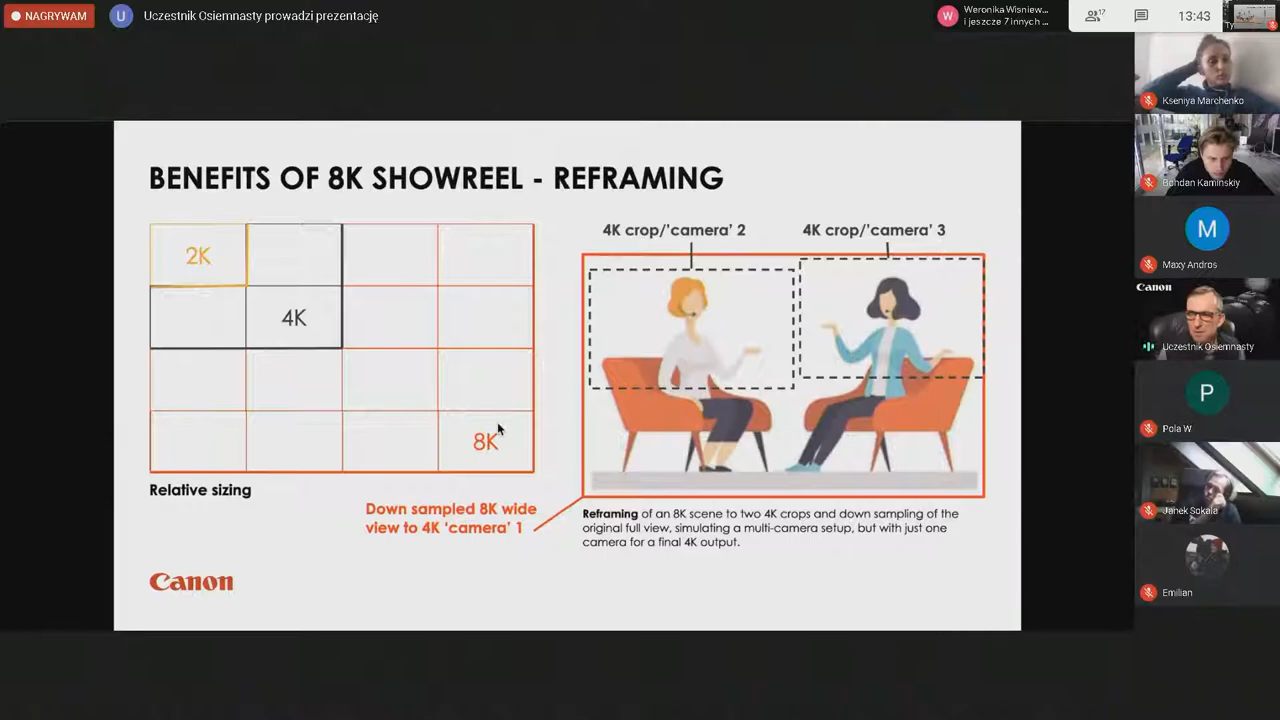 NAGRYWAM
U
Uczestnik Osiemnasty prowadzi prezentację
W
Weronika Wisniew...
i jeszcze 7 innych ...
17
13:43
BENEFITS OF 8K SHOWREEL - REFRAMING
2K
4K
8K
Relative sizing
4K crop/'camera' 2
4K crop/'camera' 3
Down sampled 8K wide
view to 4K 'camera' 1
Reframing of an 8K scene to two 4K crops and down sampling of the
original full view, simulating a multi-camera setup, but with just one
camera for a final 4K output.
Canon
Kseniya Marchenko
Bohdan Kaminskiy
M
Maxy Andros
Canon
Uczestnik Osiemnasty
P
Pola W
Janek Sokala
Emilian